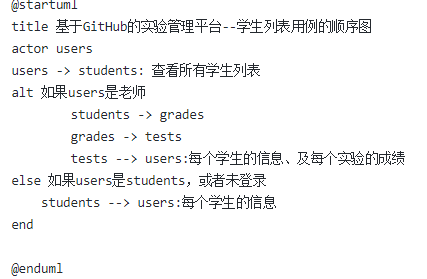 @startuml
title 基于GitHub的实验管理平台--学生列表用例的顺序图
actor users
users -> students: 查看所有学生列表
alt 如果users是老师
students -> grades
grades -> tests
tests --> users:每个学生的信息、及每个实验的成绩
else 如果users是students，或者未登录
students --> users:每个学生的信息
end
@enduml